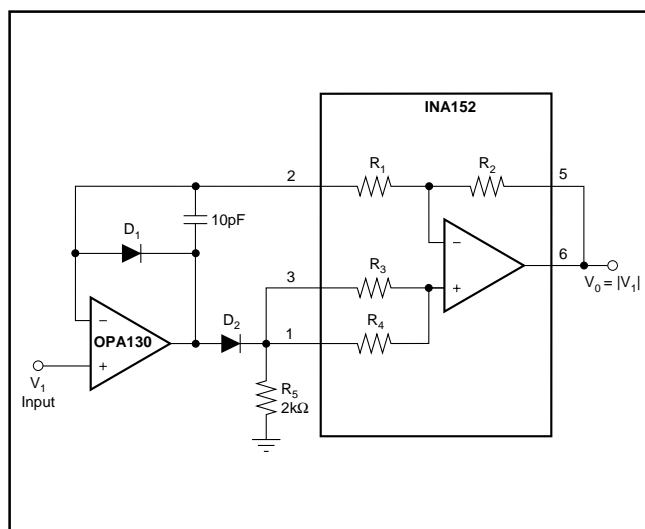 INA152
2
R1
R2
5
10pF
D1
3
R3
6
V0 = |V1|
D2
OPA130
1
R4
V1
Input
R5
2kΩ